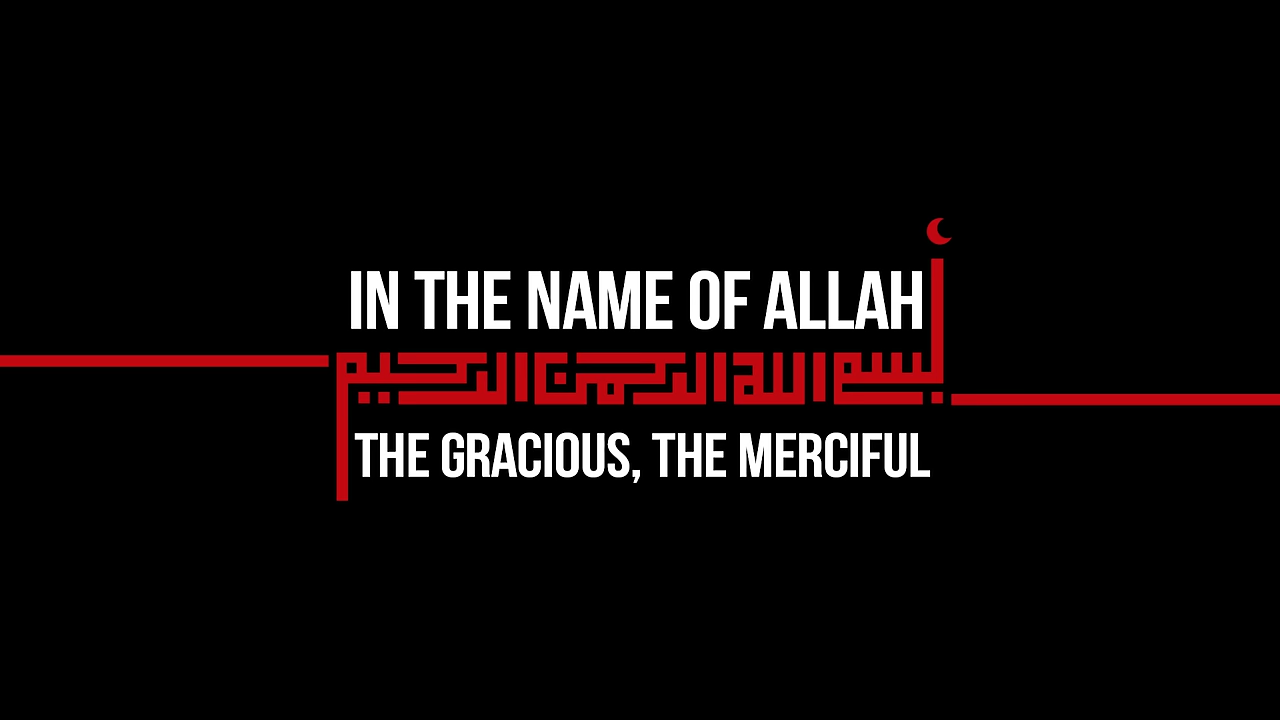 IN THE NAME OF ALLAH
بسم الله الرحمن الرحيم
THE GRACIOUS, THE MERCIFUL